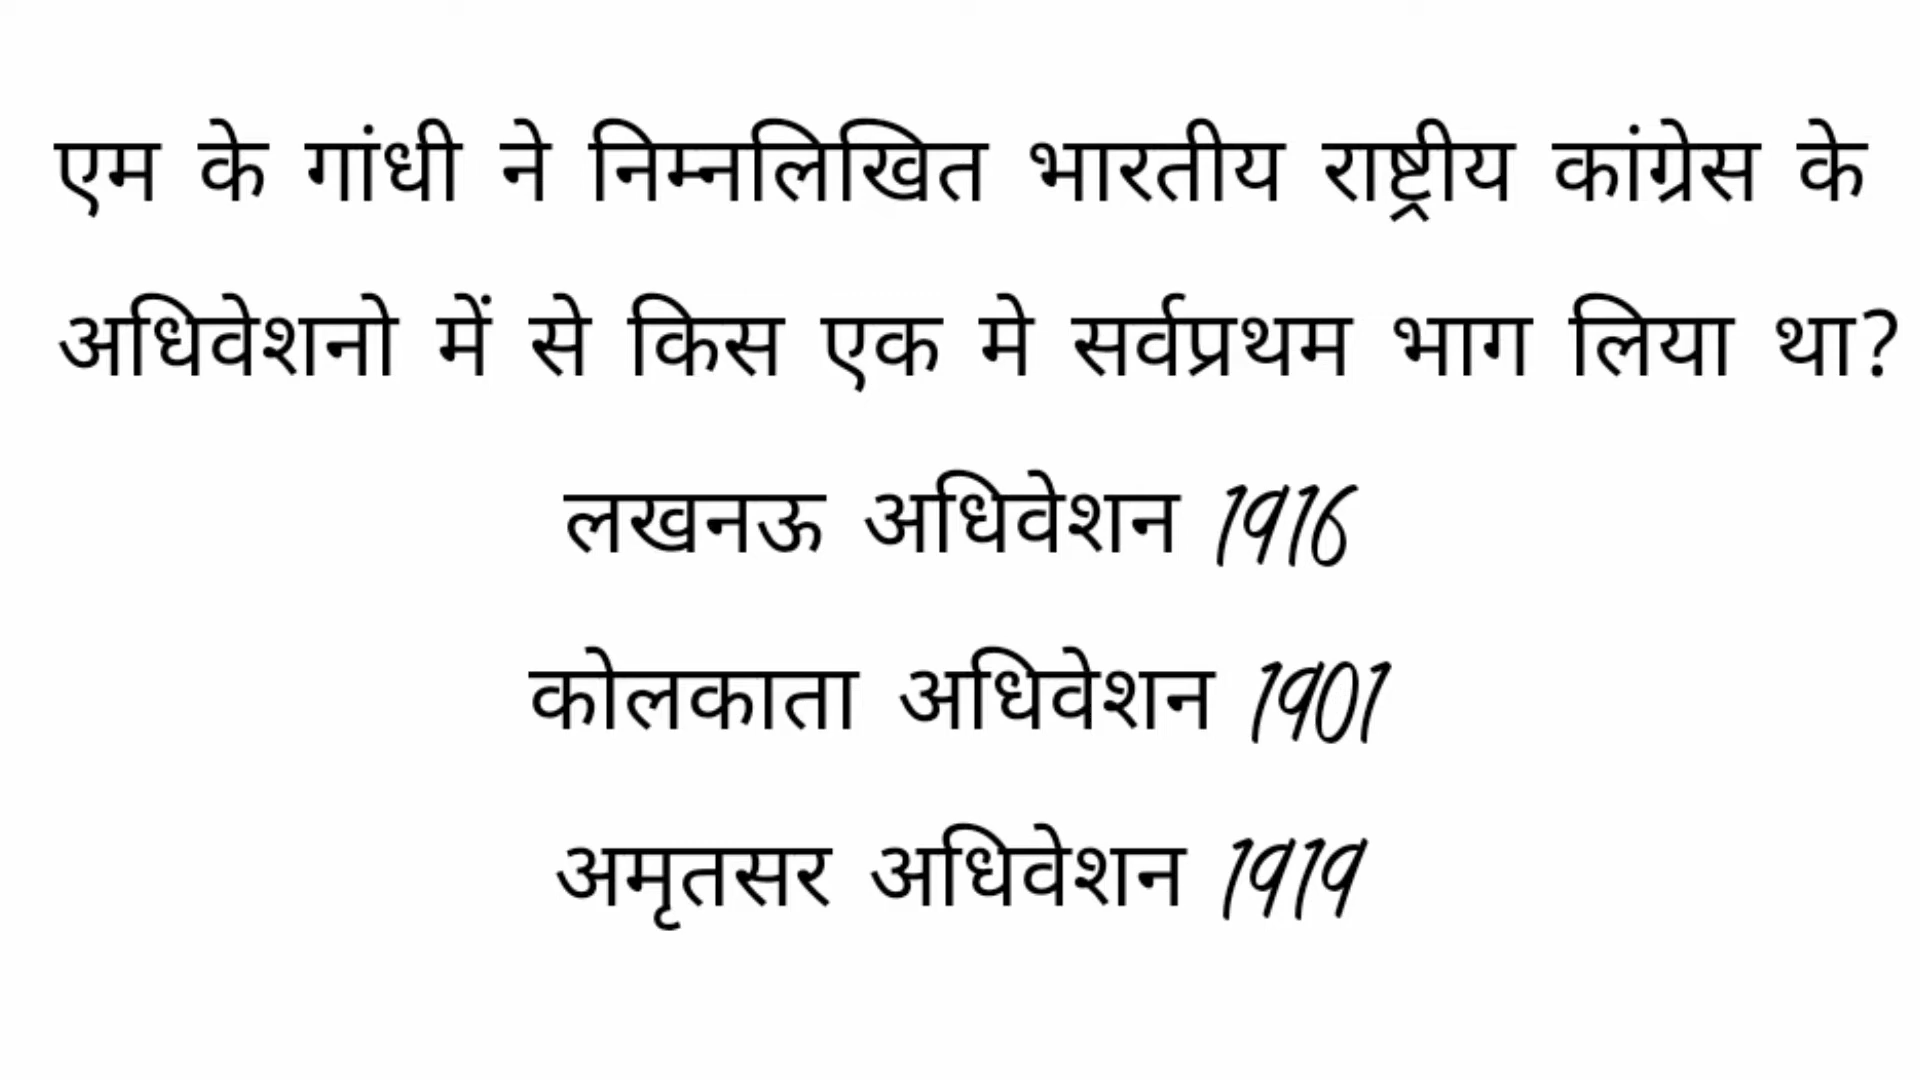 एम के गांधी ने निम्नलिखित भारतीय राष्ट्रीय कांग्रेस के
अधिवेशनो में से किस एक मे सर्वप्रथम भाग लिया था?
लखनऊ अधिवेशन 1916
कोलकाता अधिवेशन 1901
अमृतसर अधिवेशन 1919